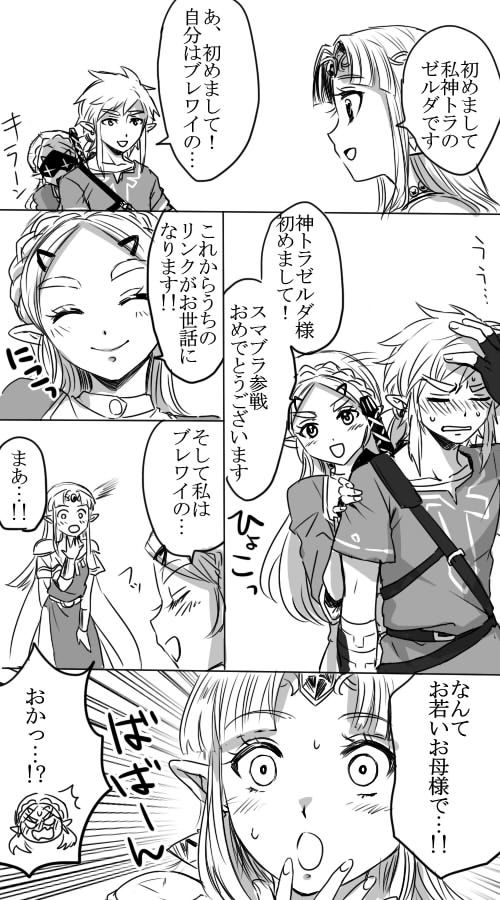 初めまして
私神トラの
ゼルダです
あ、初めまして！
自分はブレワイの…
キラーン
神トラゼルダ様
初めまして！
スマブラ参戦
おめでとうございます
ううっ…
ひょこっ
これからうちの
リンクがお世話に
なります!!
にこっっ
そして私は
ブレワイの…
まあ…!!
なんて
お若いお母様で…!!
ばばーん
おかっ…!?